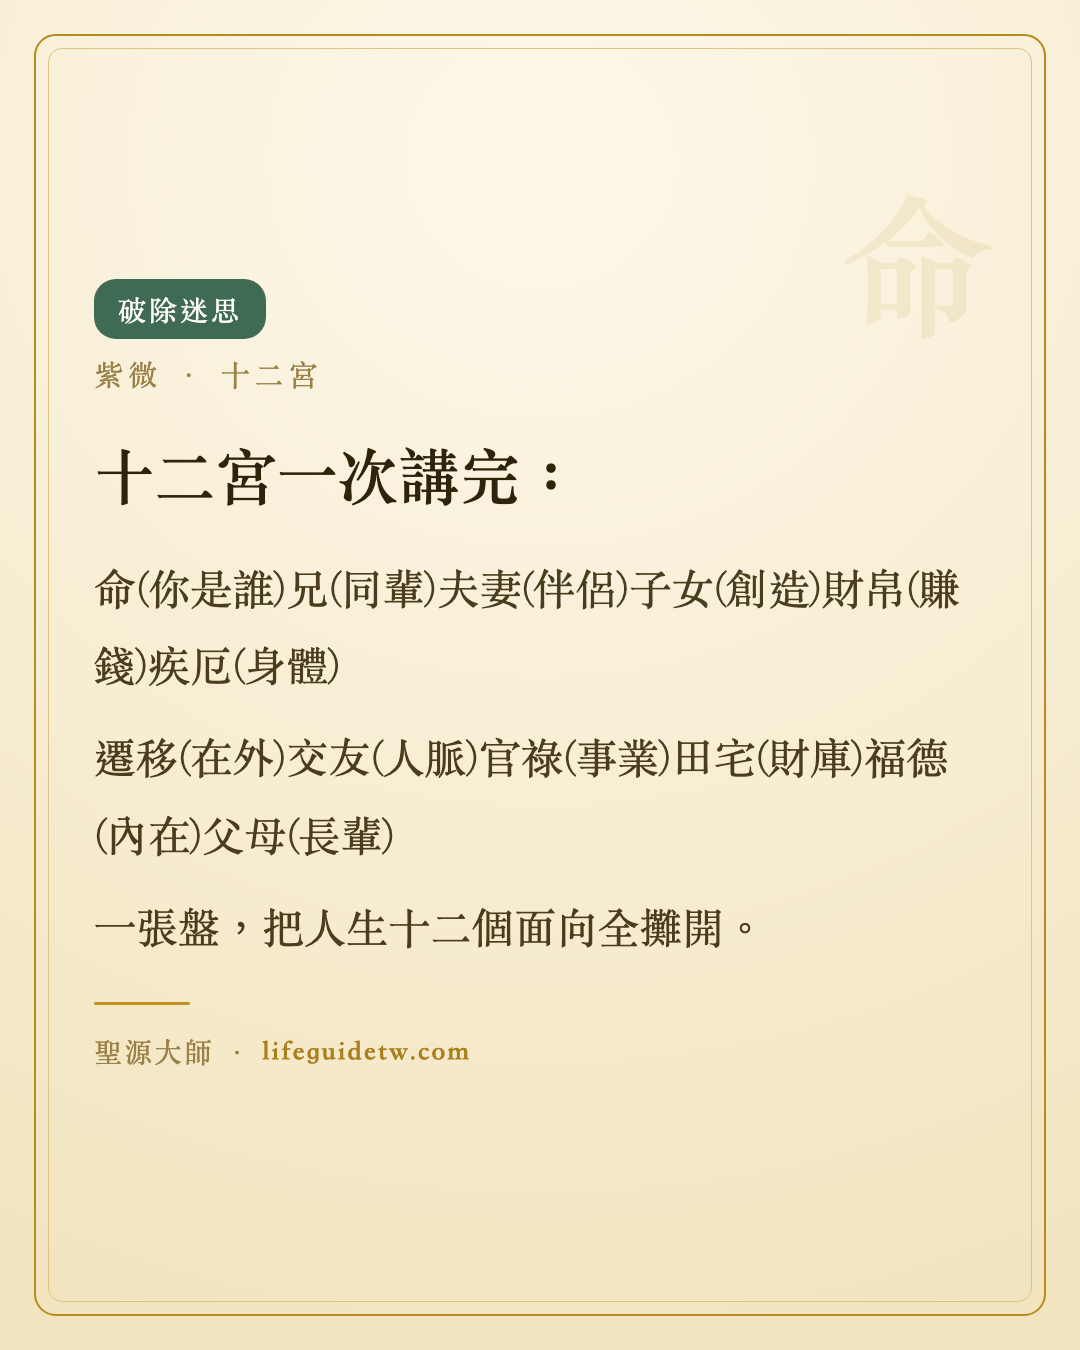 命
破除迷思
紫微 · 十二宮
十二宮一次講完：
命(你是誰)兄(同輩)夫妻(伴侶)子女(創造)財帛(賺
錢)疾厄(身體)
遷移(在外)交友(人脈)官祿(事業)田宅(財庫)福德
(內在)父母(長輩)
一張盤，把人生十二個面向全攤開。
聖源大師 · lifeguidetw.com